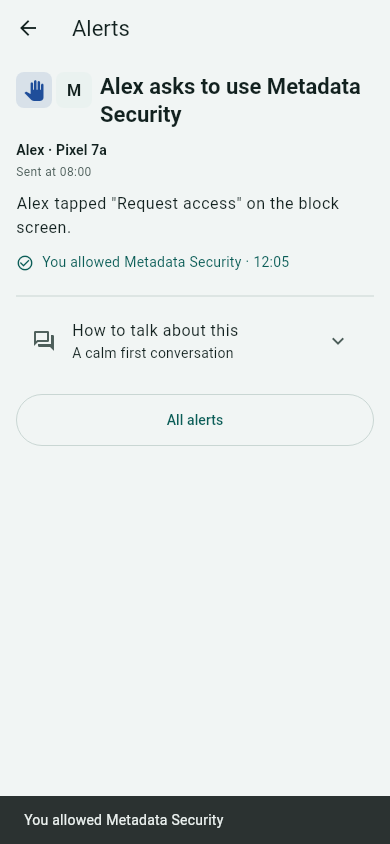 Alerts
M
Alex asks to use Metadata
Security
Alex · Pixel 7a
Sent at 08:00
Alex tapped "Request access" on the block
screen.
You allowed Metadata Security · 12:05
How to talk about this
A calm first conversation
All alerts
You allowed Metadata Security